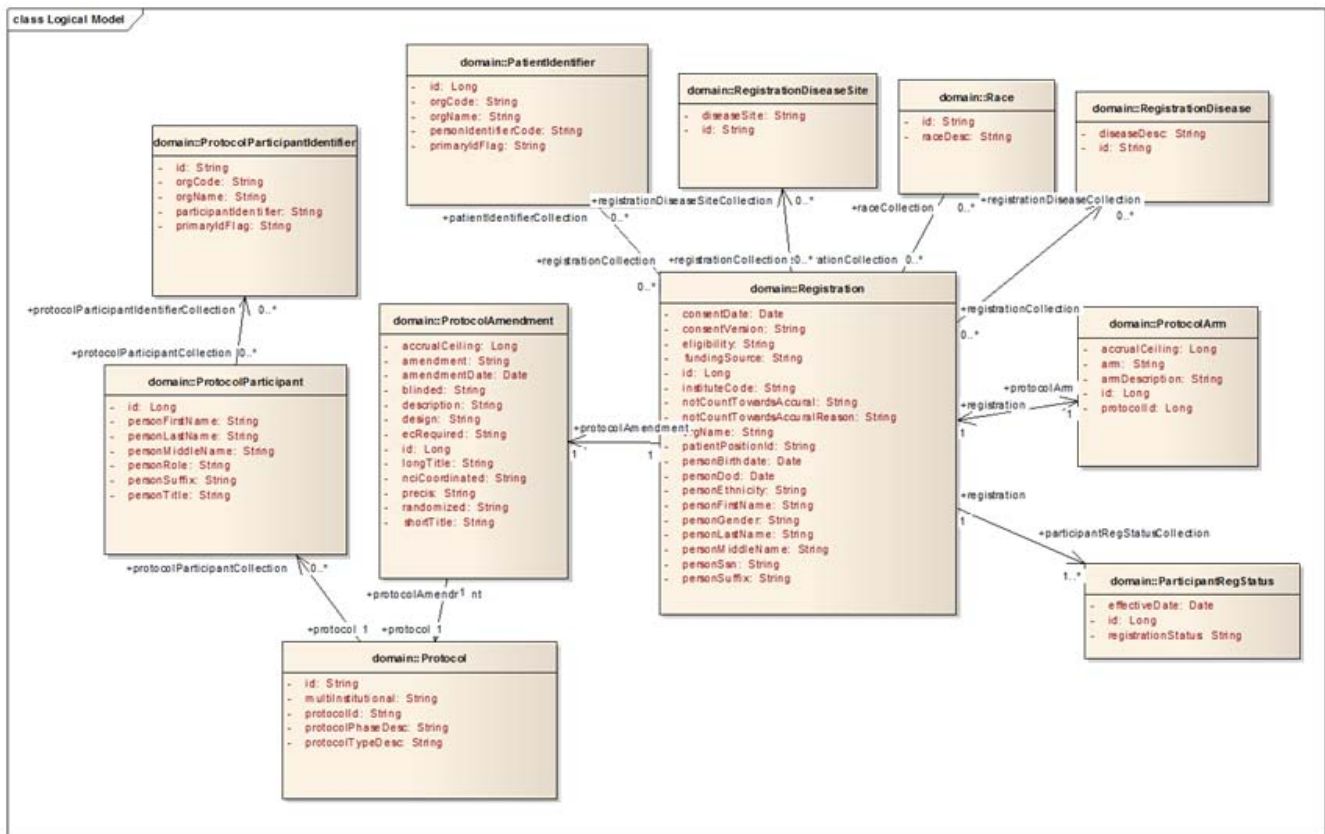 class Logical Model
domain::PatientIdentifier
- id: Long
- orgCode: String
- orgName: String
- personIdentifierCode: String
- primaryIdFlag: String
domain::RegistrationDiseaseSite
- diseaseSite: String
- id: String
domain::Race
- id: String
- raceDesc: String
domain::RegistrationDisease
- diseaseDesc: String
- id: String
domain::ProtocolParticipantIdentifier
- id: String
- orgCode: String
- orgName: String
- participantIdentifier: String
- primaryIdFlag: String
+patientIdentifierCollection 0..*
+registrationDiseaseSiteCollection 0..*
+raceCollection 0..*
+registrationDiseaseCollection 0..*
+registrationCollection 0..*
+registrationCollection 0..*
rationCollection 0..*
+registrationCollection 0..*
+protocolParticipantIdentifierCollection 0..*
+protocolParticipantCollection 0..*
domain::ProtocolParticipant
- id: Long
- personFirstName: String
- personLastName: String
- personMiddleName: String
- personRole: String
- personSuffix: String
- personTitle: String
domain::ProtocolAmendment
- accrualCeiling: Long
- amendment: String
- amendmentDate: Date
- blinded: String
- description: String
- design: String
- ecRequired: String
- id: Long
- longTitle: String
- nciCoordinated: String
- precis: String
- randomized: String
- shortTitle: String
domain::Registration
- consentDate: Date
- consentVersion: String
- eligibility: String
- fundingSource: String
- id: Long
- instituteCode: String
- notCountTowardsAccural: String
- notCountTowardsAccuralReason: String
rgName: String
- patientPositionId: String
- personBirthdate: Date
- personDod: Date
- personEthnicity: String
- personFirstName: String
- personGender: String
- personLastName: String
- personMiddleName: String
- personSsn: String
- personSuffix: String
domain::ProtocolArm
- accrualCeiling: Long
- arm: String
- armDescription: String
- id: Long
- protocolId: Long
+protocolArm
1
+registration
1
+protocolAmendment
1
1
+registration
1
+participantRegStatusCollection
1..*
domain::ParticipantRegStatus
- effectiveDate: Date
- id: Long
- registrationStatus: String
+protocolParticipantCollection 0..*
+protocolAmendm 1 nt
+protocol 1
+protocol 1
domain::Protocol
- id: String
- multiInstitutional: String
- protocolId: String
- protocolPhaseDesc: String
- protocolTypeDesc: String